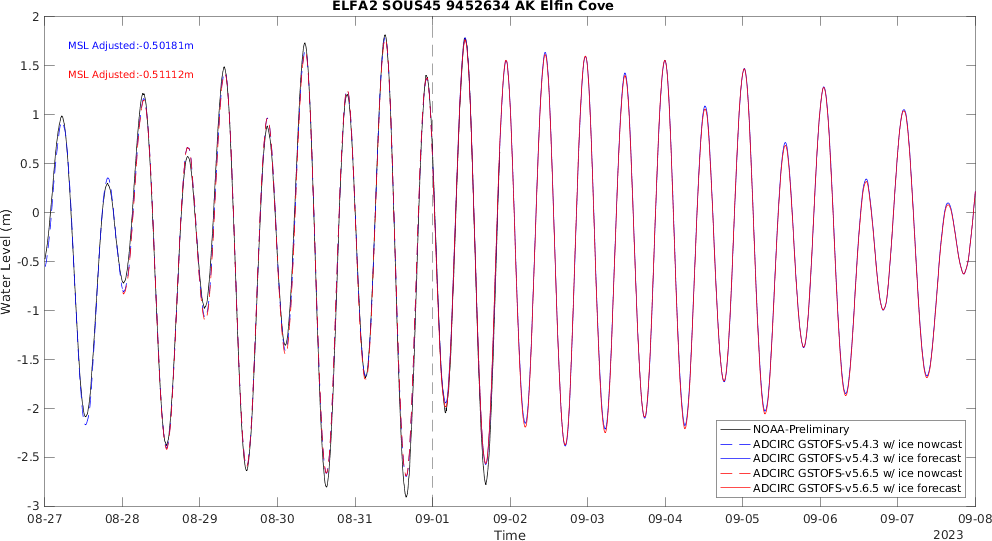 ELFA2 SOUS45 9452634 AK Elfin Cove
MSL Adjusted:-0.50181m
MSL Adjusted:-0.51112m
Water Level (m)
2
1.5
1
0.5
0
-0.5
-1
-1.5
-2
-2.5
-3
NOAA-Preliminary
ADCIRC GSTOFS-v5.4.3 w/ ice nowcast
ADCIRC GSTOFS-v5.4.3 w/ ice forecast
ADCIRC GSTOFS-v5.6.5 w/ ice nowcast
ADCIRC GSTOFS-v5.6.5 w/ ice forecast
08-27 08-28 08-29 08-30 08-31 09-01 09-02 09-03 09-04 09-05 09-06 09-07 09-08
Time
2023